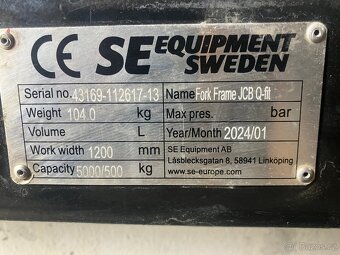 CE SE EQUIPMENT SWEDEN
Serial no. 43169-112617-13 Name Fork Frame JCB Q-fit
Weight 104.0 kg Max pres. bar
Volume L Year/Month 2024/01
Work width 1200 mm SE Equipment AB
Låsblecksgatan 8, 58941 Linköping
Capacity 5000/500 kg www.se-europe.com